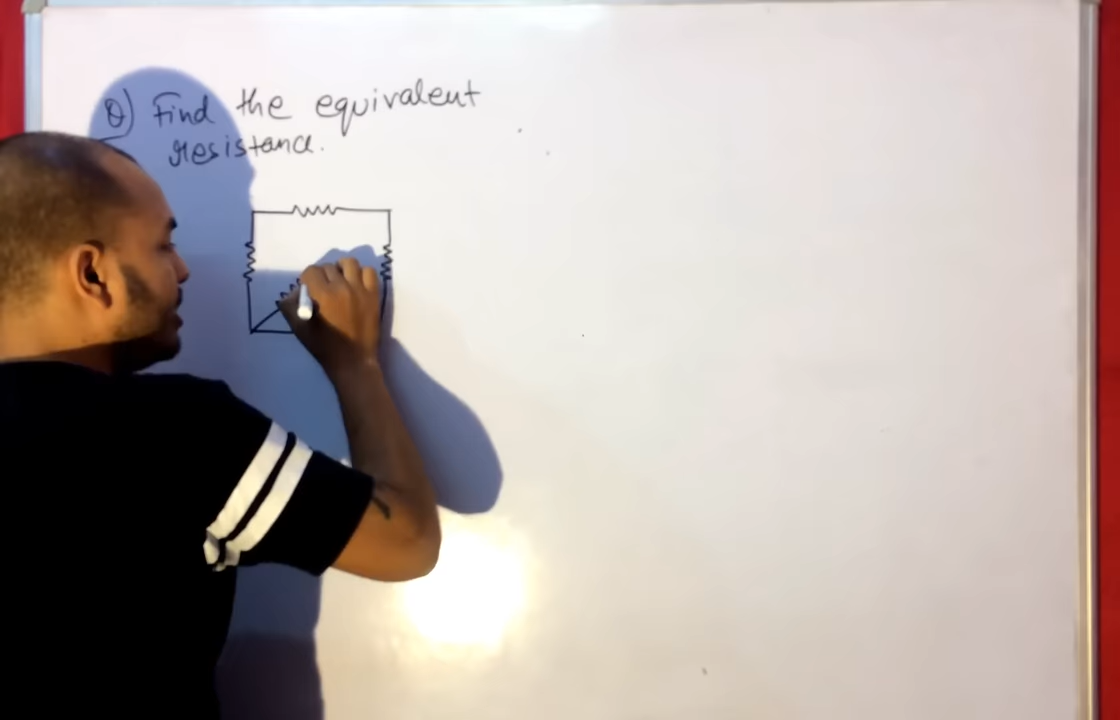 Q) Find the equivalent
resistance.